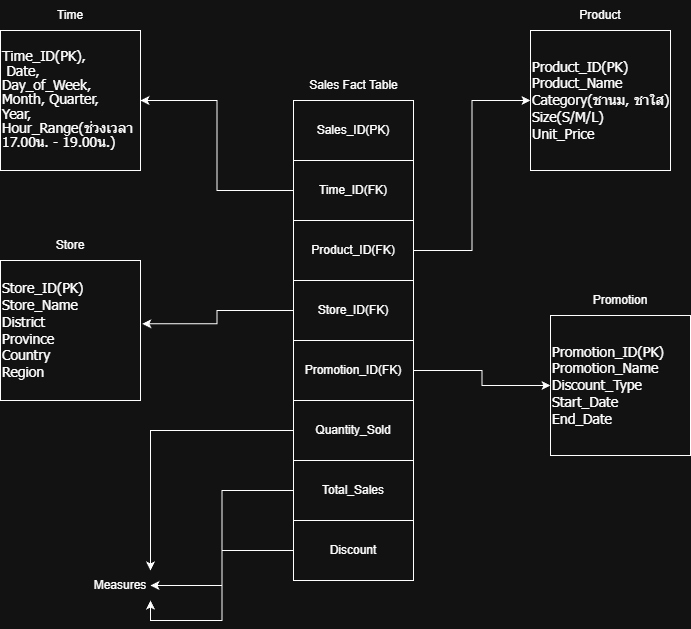 Time
Time_ID(PK),
Date,
Day_of_Week,
Month, Quarter,
Year,
Hour_Range(ช่วงเวลา
17.00น. - 19.00น.)
Store
Store_ID(PK)
Store_Name
District
Province
Country
Region
Sales Fact Table
Sales_ID(PK)
Time_ID(FK)
Product_ID(FK)
Store_ID(FK)
Promotion_ID(FK)
Quantity_Sold
Total_Sales
Discount
Measures
Product
Product_ID(PK)
Product_Name
Category(ชานม, ชาใส)
Size(S/M/L)
Unit_Price
Promotion
Promotion_ID(PK)
Promotion_Name
Discount_Type
Start_Date
End_Date